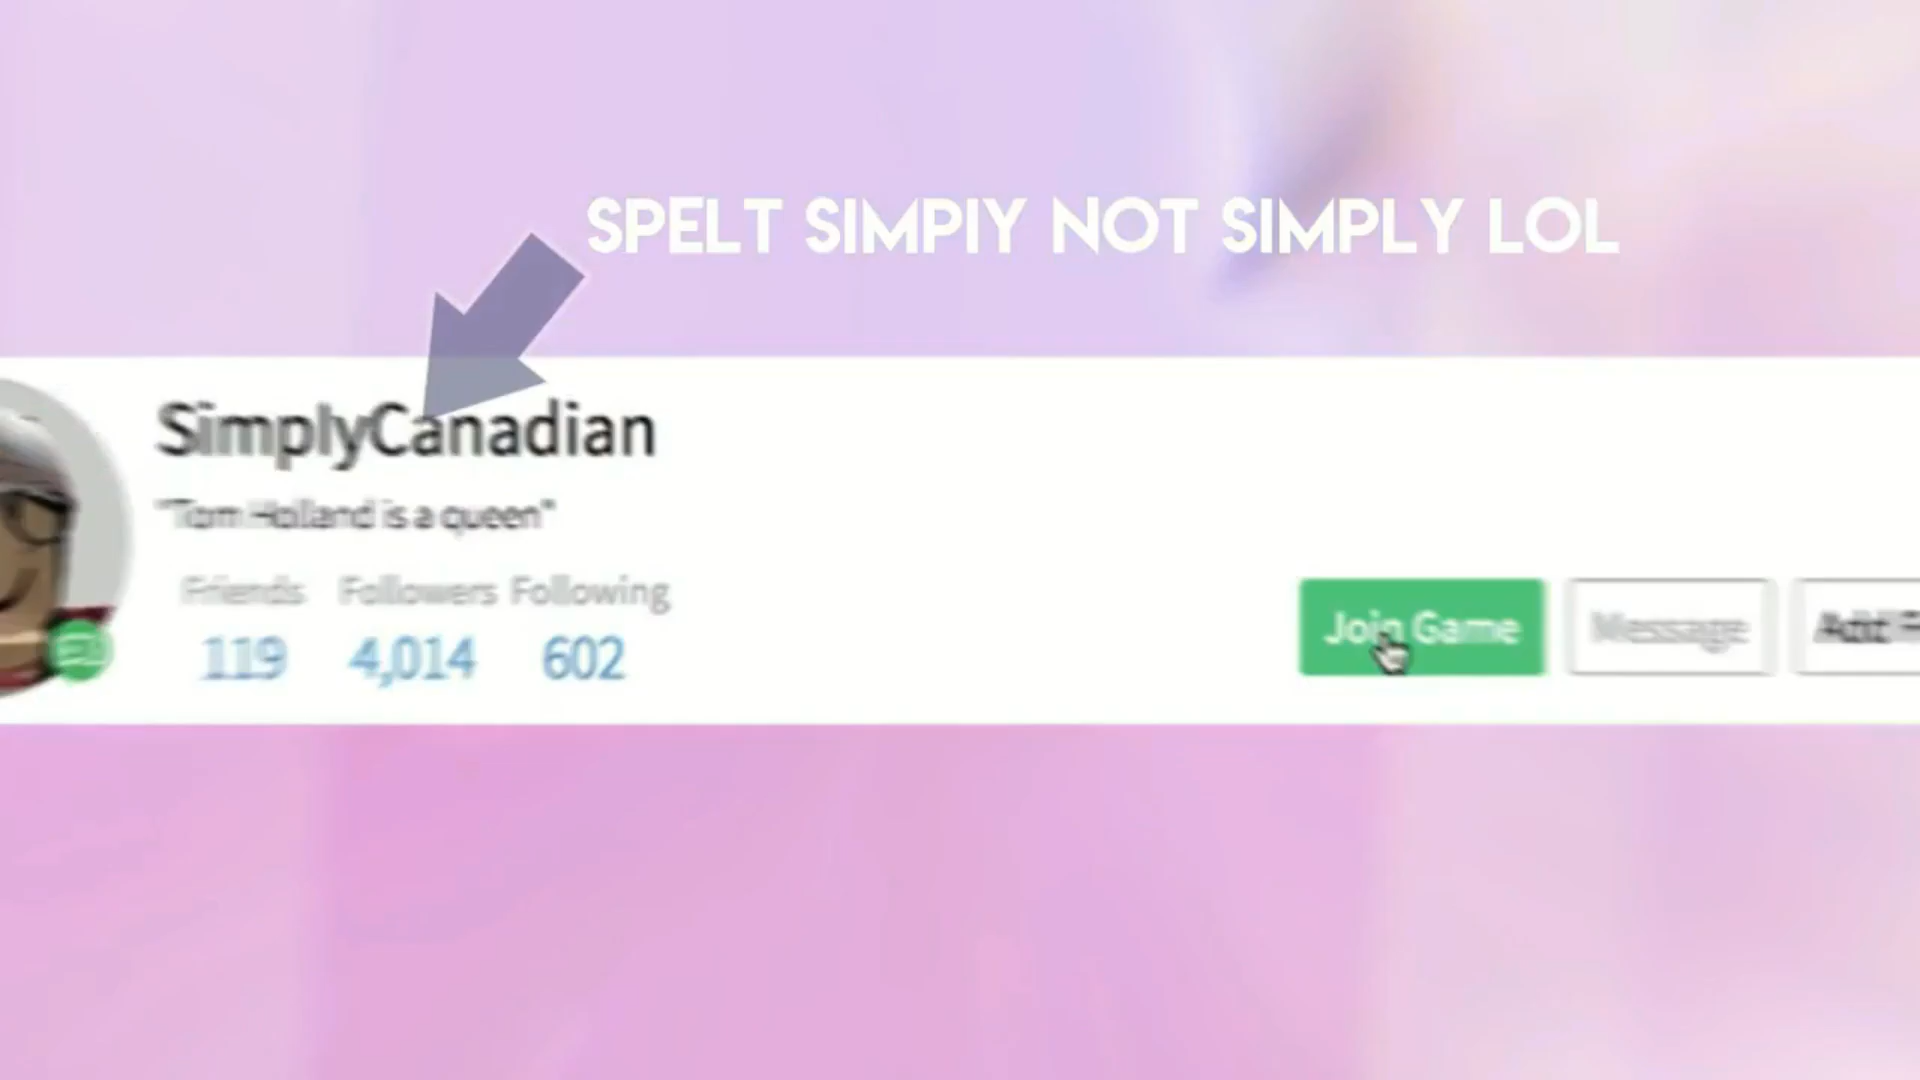 SPELT SIMPIY NOT SIMPLY LOL
SimplyCanadian
"Tom Holland is a queen"
Friends Followers Following
119 4,014 602
Join Game Message Add F